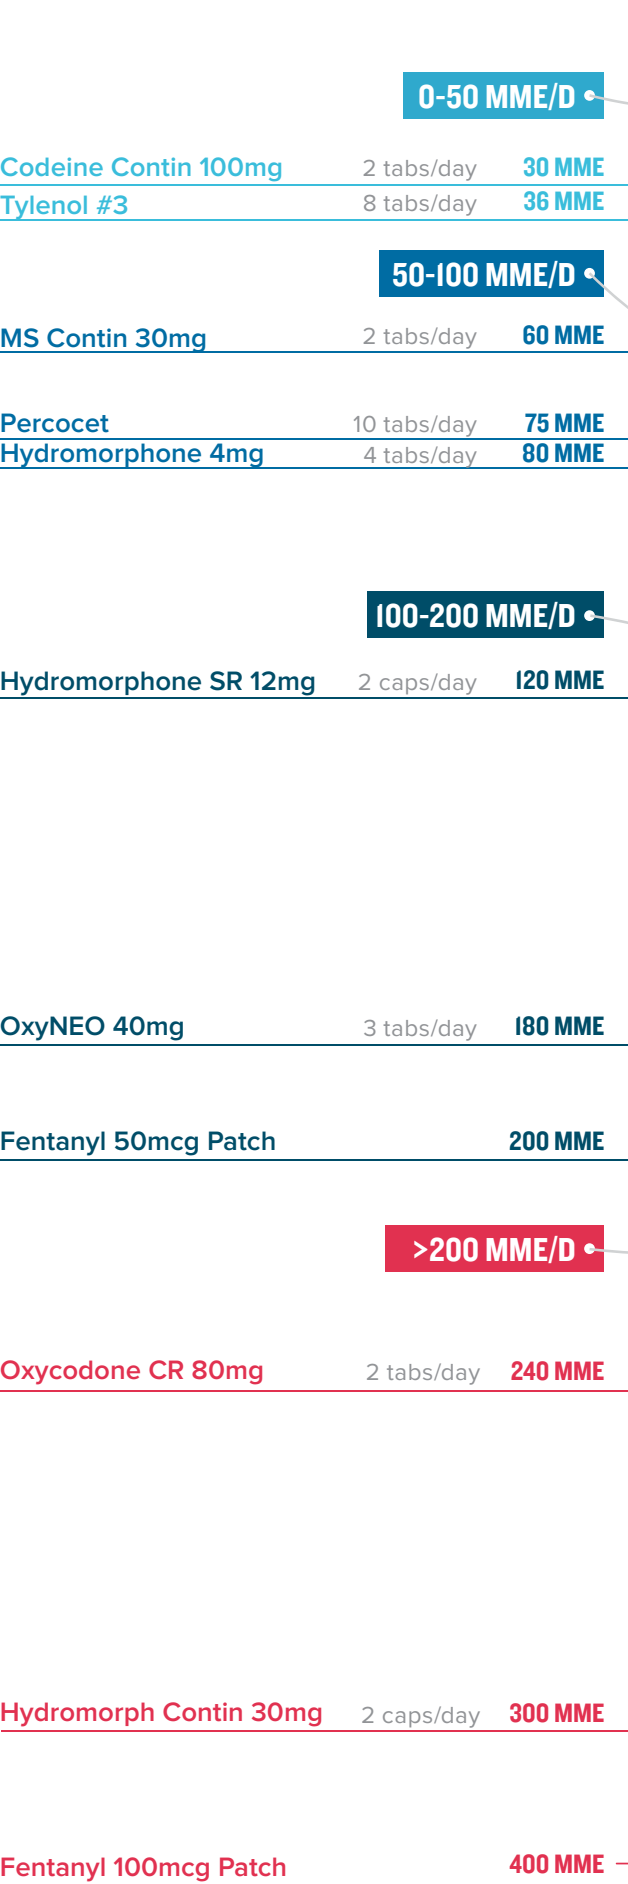 0-50 MME/D
Codeine Contin 100mg 2 tabs/day 30 MME
Tylenol #3 8 tabs/day 36 MME
50-100 MME/D
MS Contin 30mg 2 tabs/day 60 MME
Percocet 10 tabs/day 75 MME
Hydromorphone 4mg 4 tabs/day 80 MME
100-200 MME/D
Hydromorphone SR 12mg 2 caps/day 120 MME
OxyNEO 40mg 3 tabs/day 180 MME
Fentanyl 50mcg Patch 200 MME
>200 MME/D
Oxycodone CR 80mg 2 tabs/day 240 MME
Hydromorph Contin 30mg 2 caps/day 300 MME
Fentanyl 100mcg Patch 400 MME